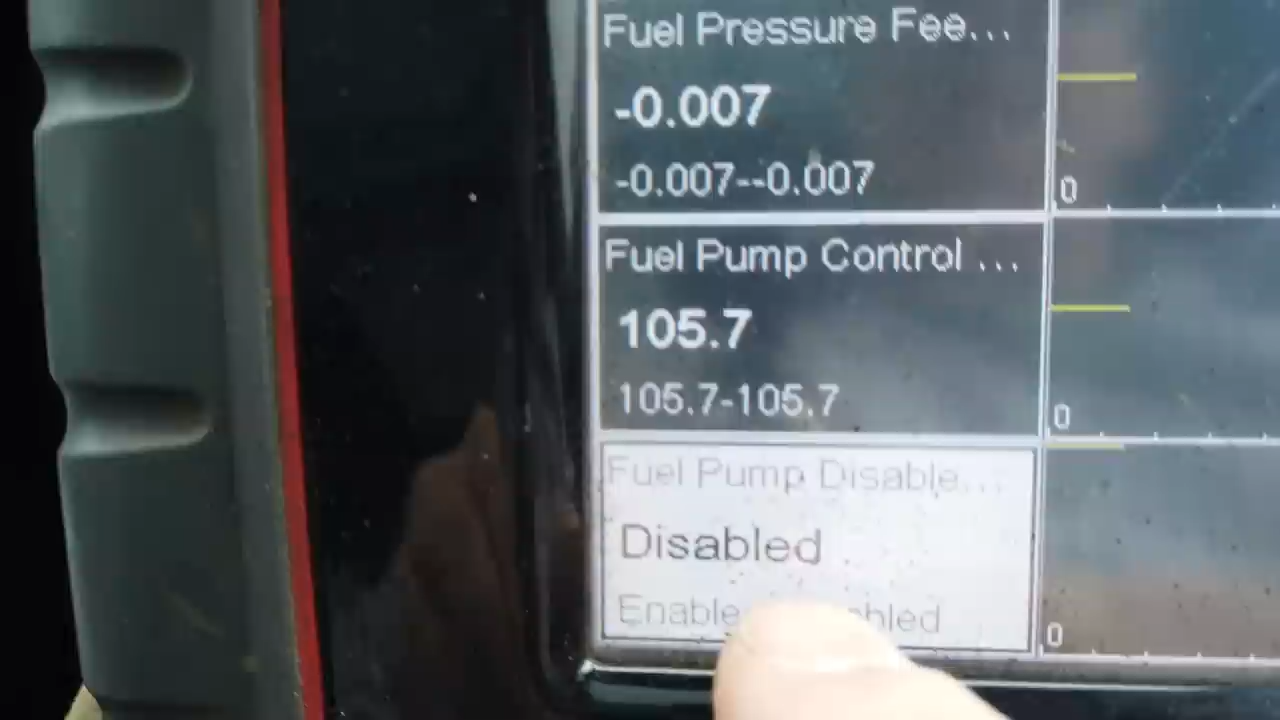 Fuel Pressure Fee...
-0.007
-0.007--0.007
0
Fuel Pump Control ...
105.7
105.7-105.7
0
Fuel Pump Disable...
Disabled
0